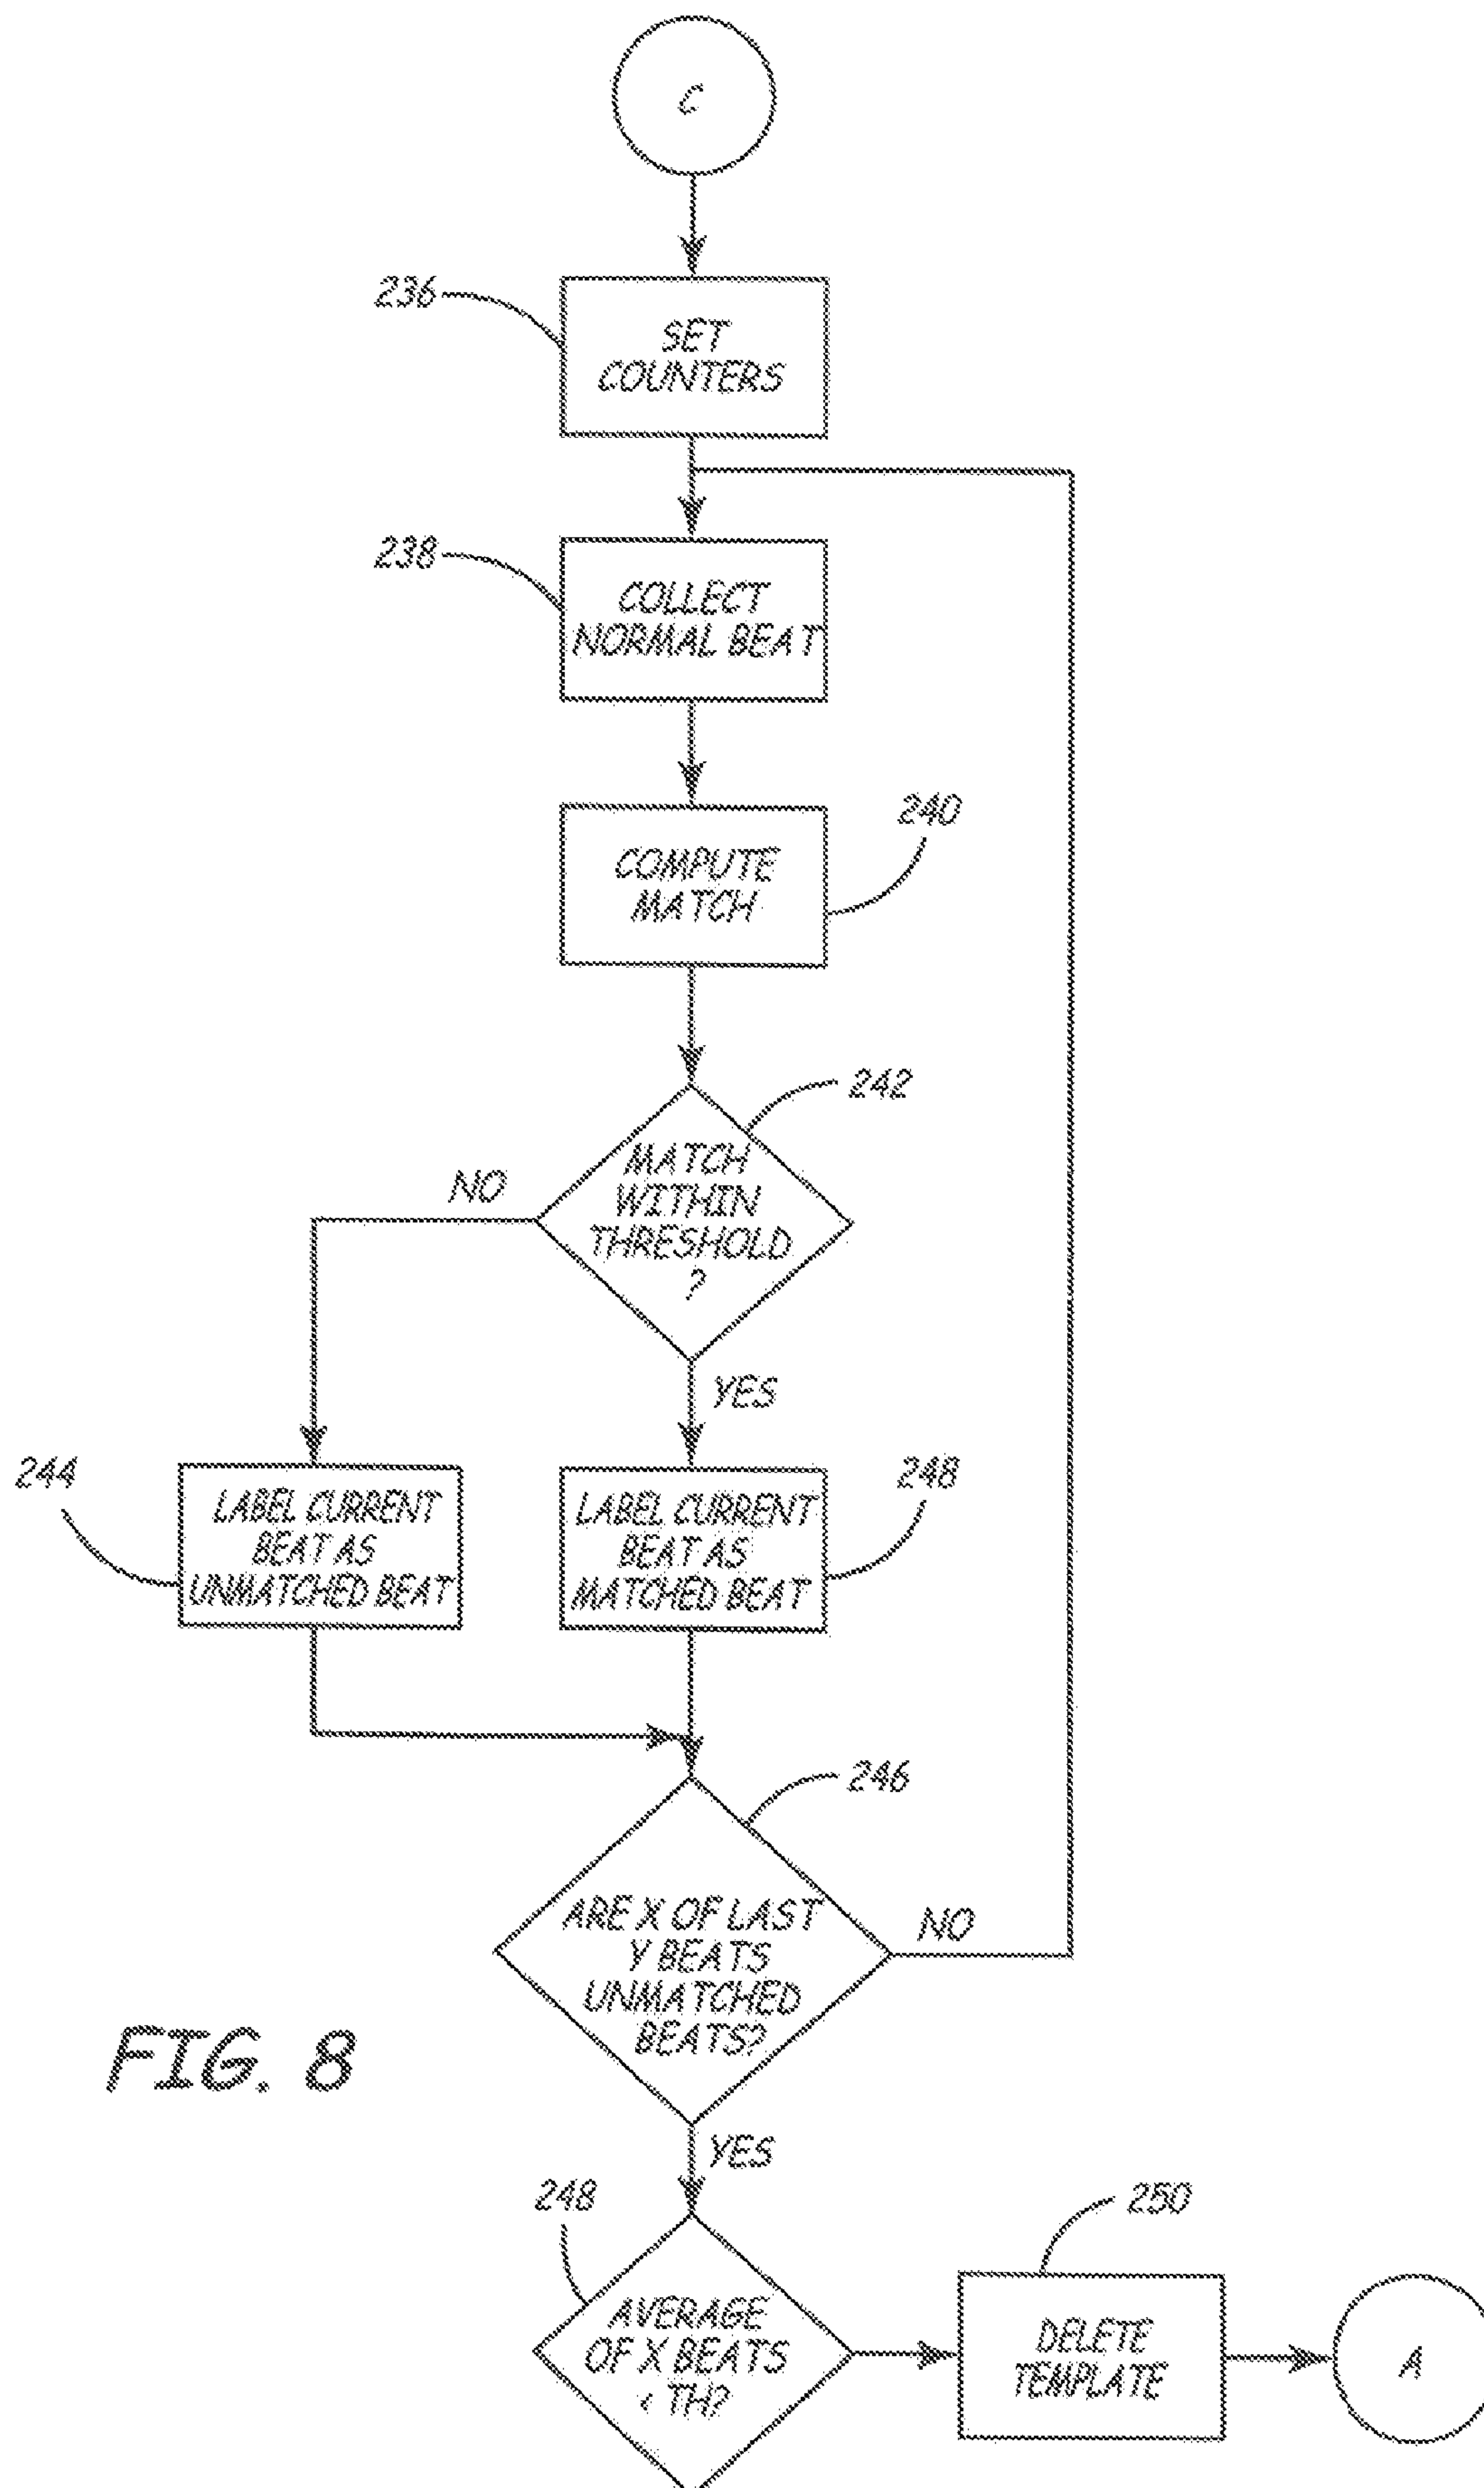 C
236
SET
COUNTERS
238
COLLECT
NORMAL BEAT
240
COMPUTE
MATCH
242
MATCH
WITHIN
THRESHOLD
?
NO
YES
244
LABEL CURRENT
BEAT AS
UNMATCHED BEAT
248
LABEL CURRENT
BEAT AS
MATCHED BEAT
246
ARE X OF LAST
Y BEATS
UNMATCHED
BEATS?
NO
YES
FIG. 8
248
AVERAGE
OF X BEATS
< TH?
250
DELETE
TEMPLATE
A